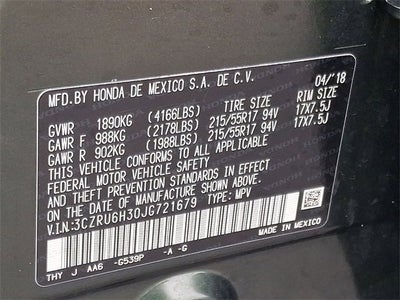 MFD.BY HONDA DE MEXICO S.A. DE C.V. 04/'18
TIRE SIZE RIM SIZE
GVWR 1890KG (4166LBS)
GAWR F 988KG (2178LBS) 215/55R17 94V 17X7.5J
GAWR R 902KG (1988LBS) 215/55R17 94V 17X7.5J
THIS VEHICLE CONFORMS TO ALL APPLICABLE
FEDERAL MOTOR VEHICLE SAFETY
AND THEFT PREVENTION STANDARDS IN EFFECT
ON THE DATE OF MANUFACTURE SHOWN ABOVE.
V.I.N:3CZRU6H30JG721679 TYPE: MPV
THY J AA6 -G539P -A -G MADE IN MEXICO